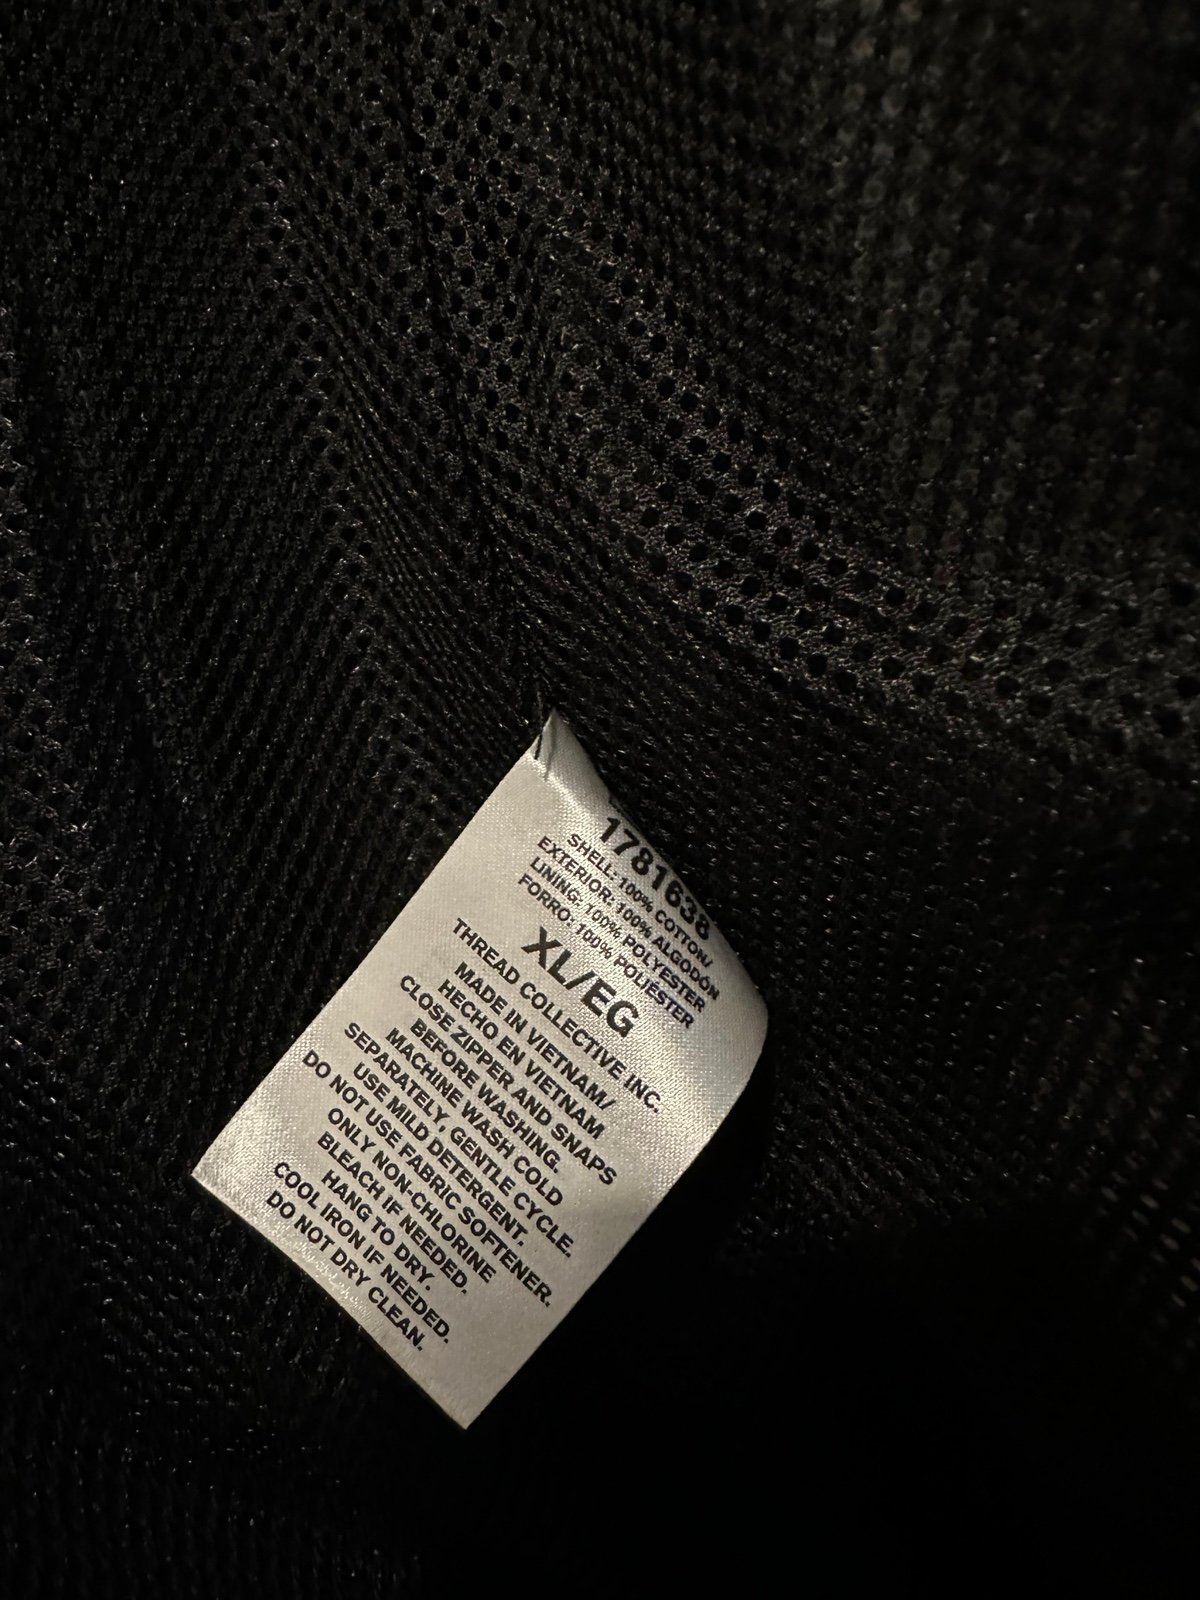 1781638
SHELL: 100% COTTON/
EXTERIOR: 100% ALGODÓN
LINING: 100% POLYESTER
FORRO: 100% POLIÉSTER
XL/EG
THREAD COLLECTIVE INC.
MADE IN VIETNAM/
HECHO EN VIETNAM
CLOSE ZIPPER AND SNAPS
BEFORE WASHING.
MACHINE WASH COLD
SEPARATELY, GENTLE CYCLE.
USE MILD DETERGENT.
DO NOT USE FABRIC SOFTENER.
ONLY NON-CHLORINE
BLEACH IF NEEDED.
HANG TO DRY.
COOL IRON IF NEEDED.
DO NOT DRY CLEAN.